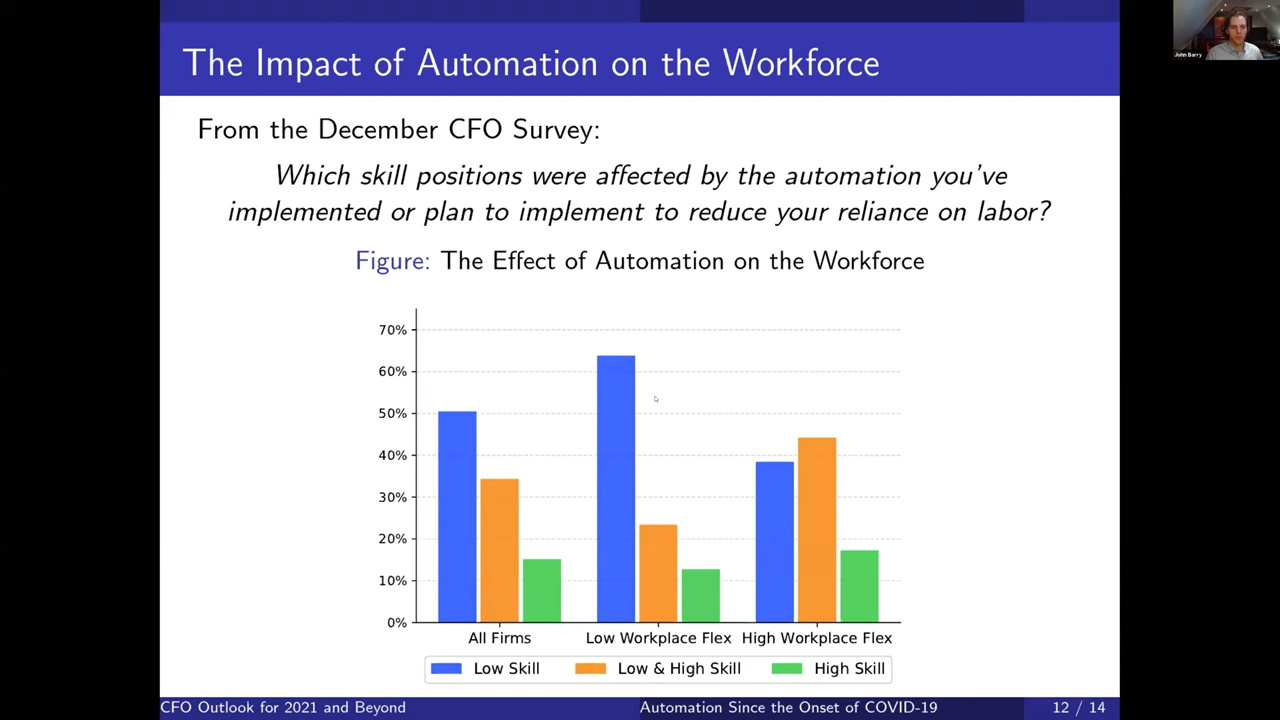 The Impact of Automation on the Workforce
John Barry
From the December CFO Survey:
Which skill positions were affected by the automation you've
implemented or plan to implement to reduce your reliance on labor?
Figure: The Effect of Automation on the Workforce
70%
60%
50%
40%
30%
20%
10%
0%
All Firms Low Workplace Flex High Workplace Flex
Low Skill Low & High Skill High Skill
CFO Outlook for 2021 and Beyond Automation Since the Onset of COVID-19 12 / 14